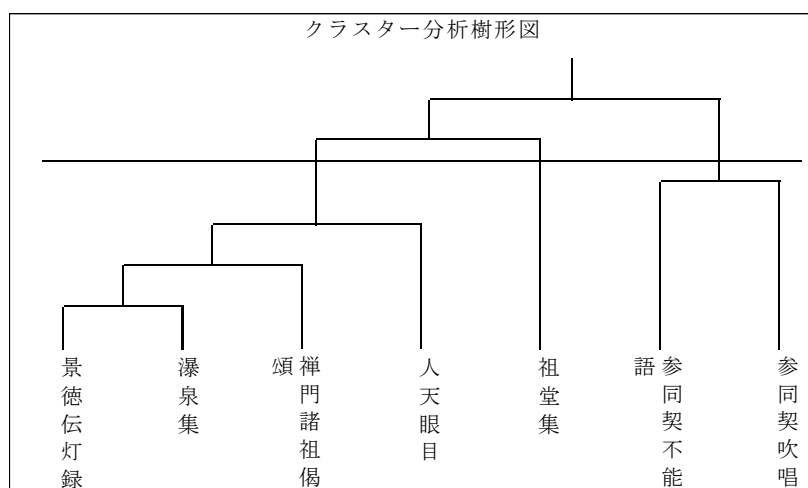 クラスター分析樹形図
景徳伝灯録
瀑泉集
禅門諸祖偈
頌
人天眼目
祖堂集
参同契不能
語
参同契吹唱